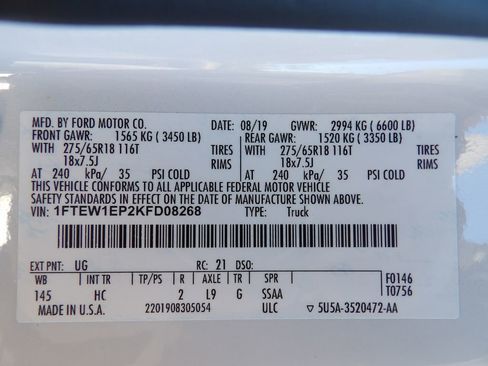 MFD. BY FORD MOTOR CO. DATE: 08/19 GVWR: 2994 KG ( 6600 LB)
FRONT GAWR: 1565 KG ( 3450 LB) REAR GAWR: 1520 KG ( 3350 LB)
WITH 275/65R18 116T TIRES WITH 275/65R18 116T TIRES
18x7.5J RIMS 18x7.5J RIMS
AT 240 kPa/ 35 PSI COLD AT 240 kPa/ 35 PSI COLD
THIS VEHICLE CONFORMS TO ALL APPLICABLE FEDERAL MOTOR VEHICLE
SAFETY STANDARDS IN EFFECT ON THE DATE OF MANUFACTURE SHOWN ABOVE.
VIN: 1FTEW1EP2KFD08268 TYPE: Truck
EXT PNT: UG RC: 21 DSO:
WB INT TR TP/PS R AXLE TR SPR F0146
145 HC 2 L9 G SSAA T0756
MADE IN U.S.A. 2201908305054 ULC ▽ 5U5A-3520472-AA